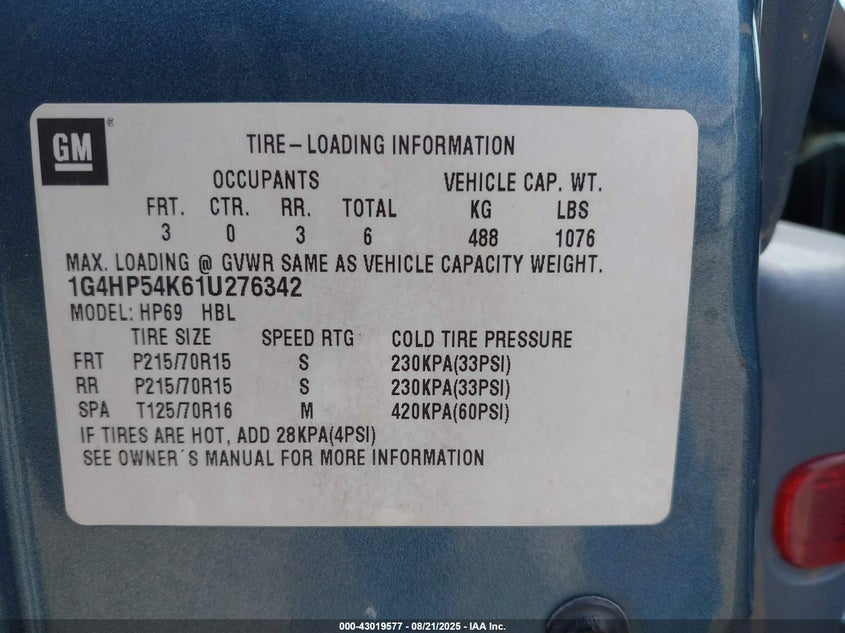 GM®
TIRE–LOADING INFORMATION
OCCUPANTS VEHICLE CAP. WT.
FRT. CTR. RR. TOTAL KG LBS
3 0 3 6 488 1076
MAX. LOADING @ GVWR SAME AS VEHICLE CAPACITY WEIGHT.
1G4HP54K61U276342
MODEL: HP69 HBL
TIRE SIZE SPEED RTG COLD TIRE PRESSURE
FRT P215/70R15 S 230KPA(33PSI)
RR P215/70R15 S 230KPA(33PSI)
SPA T125/70R16 M 420KPA(60PSI)
IF TIRES ARE HOT, ADD 28KPA(4PSI)
SEE OWNER´S MANUAL FOR MORE INFORMATION
000-43019577 - 08/21/2025 - IAA Inc.